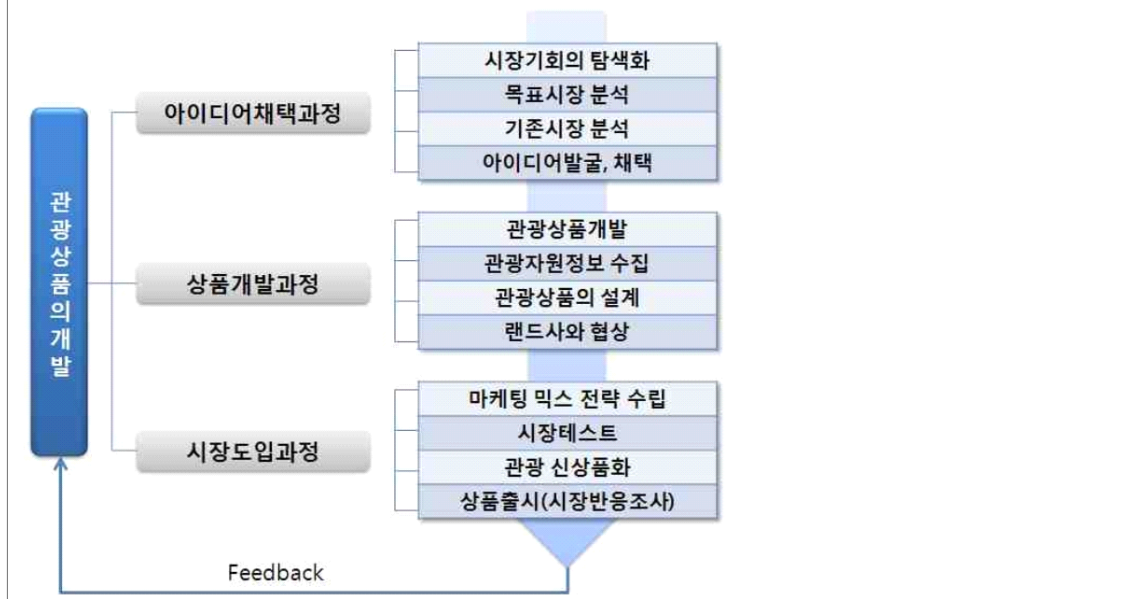 관광상품의개발
아이디어채택과정
시장기회의 탐색화
목표시장 분석
기존시장 분석
아이디어발굴, 채택
상품개발과정
관광상품개발
관광자원정보 수집
관광상품의 설계
랜드사와 협상
시장도입과정
마케팅 믹스 전략 수립
시장테스트
관광 신상품화
상품출시(시장반응조사)
Feedback